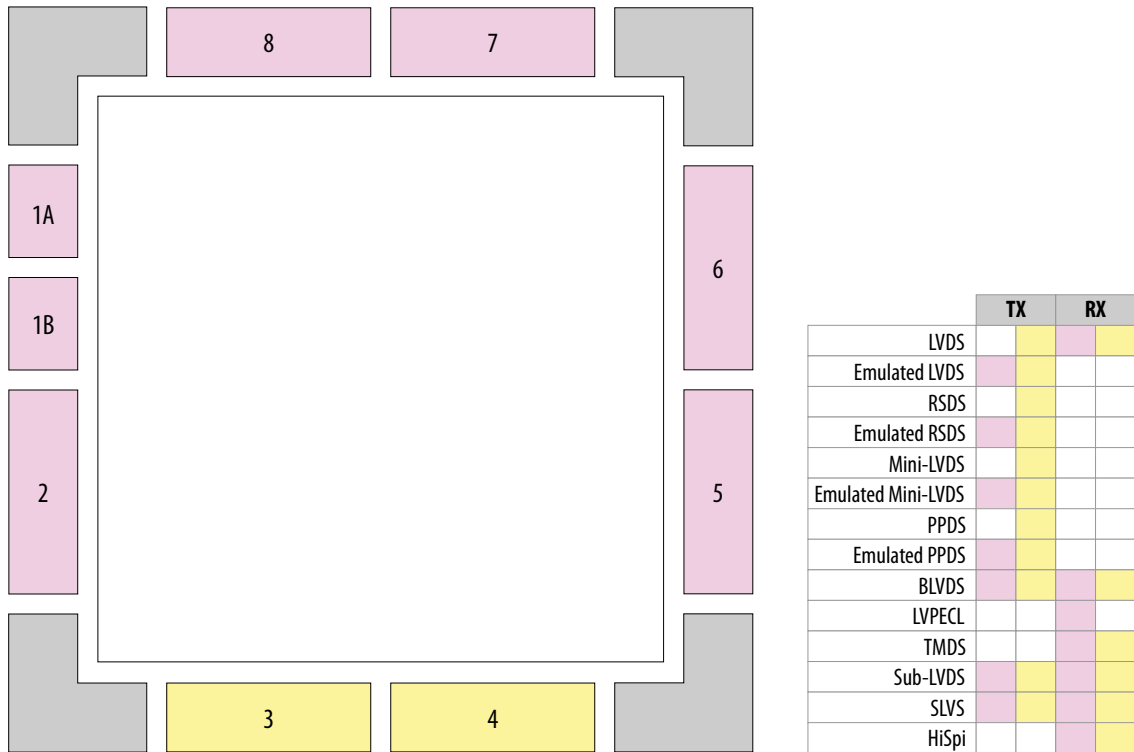 8
7
1A
1B
2
6
5
3
4
TX RX
LVDS
Emulated LVDS
RSDS
Emulated RSDS
Mini-LVDS
Emulated Mini-LVDS
PPDS
Emulated PPDS
BLVDS
LVPECL
TMDS
Sub-LVDS
SLVS
HiSpi